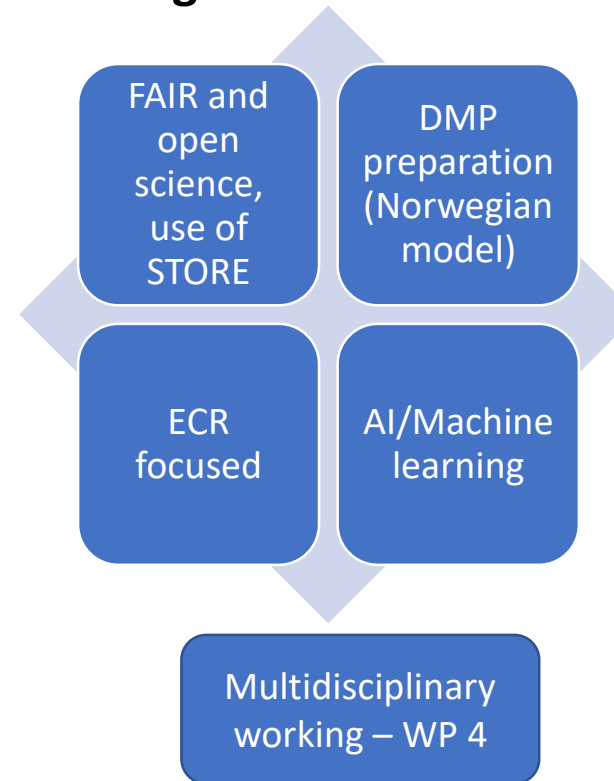 FAIR and
open
science,
use of
STORE
DMP
preparation
(Norwegian
model)
ECR
focused
AI/Machine
learning
Multidisciplinary
working – WP 4